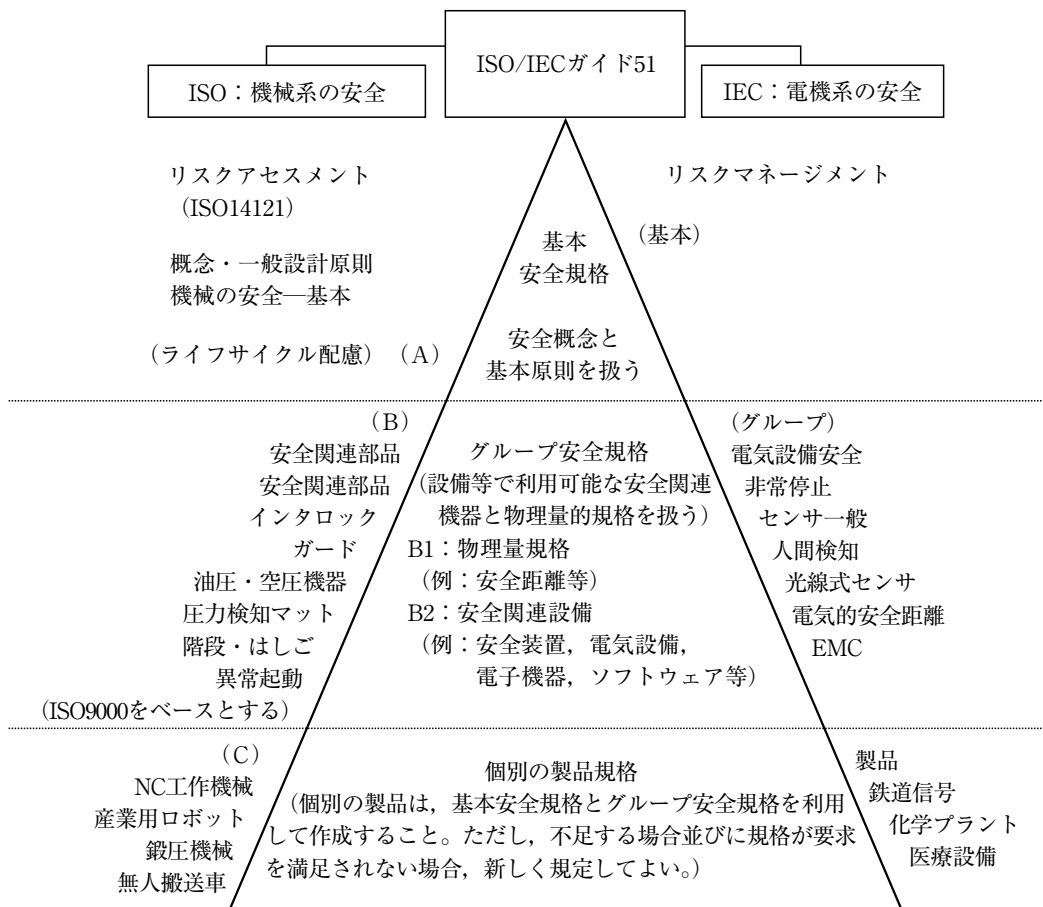 ISO/IECガイド51
ISO：機械系の安全
IEC：電機系の安全
リスクアセスメント
（ISO14121）
概念・一般設計原則
機械の安全―基本
（ライフサイクル配慮）（A）
基本
安全規格
安全概念と
基本原則を扱う
リスクマネージメント
（基本）
（B）
安全関連部品
安全関連部品
インタロック
ガード
油圧・空圧機器
圧力検知マット
階段・はしご
異常起動
（ISO9000をベースとする）
グループ安全規格
（設備等で利用可能な安全関連
機器と物理量的規格を扱う）
B1：物理量規格
（例：安全距離等）
B2：安全関連設備
（例：安全装置，電気設備，
電子機器，ソフトウェア等）
（グループ）
電気設備安全
非常停止
センサ一般
人間検知
光線式センサ
電気的安全距離
EMC
（C）
NC工作機械
産業用ロボット
鍛圧機械
無人搬送車
個別の製品規格
（個別の製品は，基本安全規格とグループ安全規格を利用
して作成すること。ただし，不足する場合並びに規格が要求
を満足されない場合，新しく規定してよい。）
製品
鉄道信号
化学プラント
医療設備